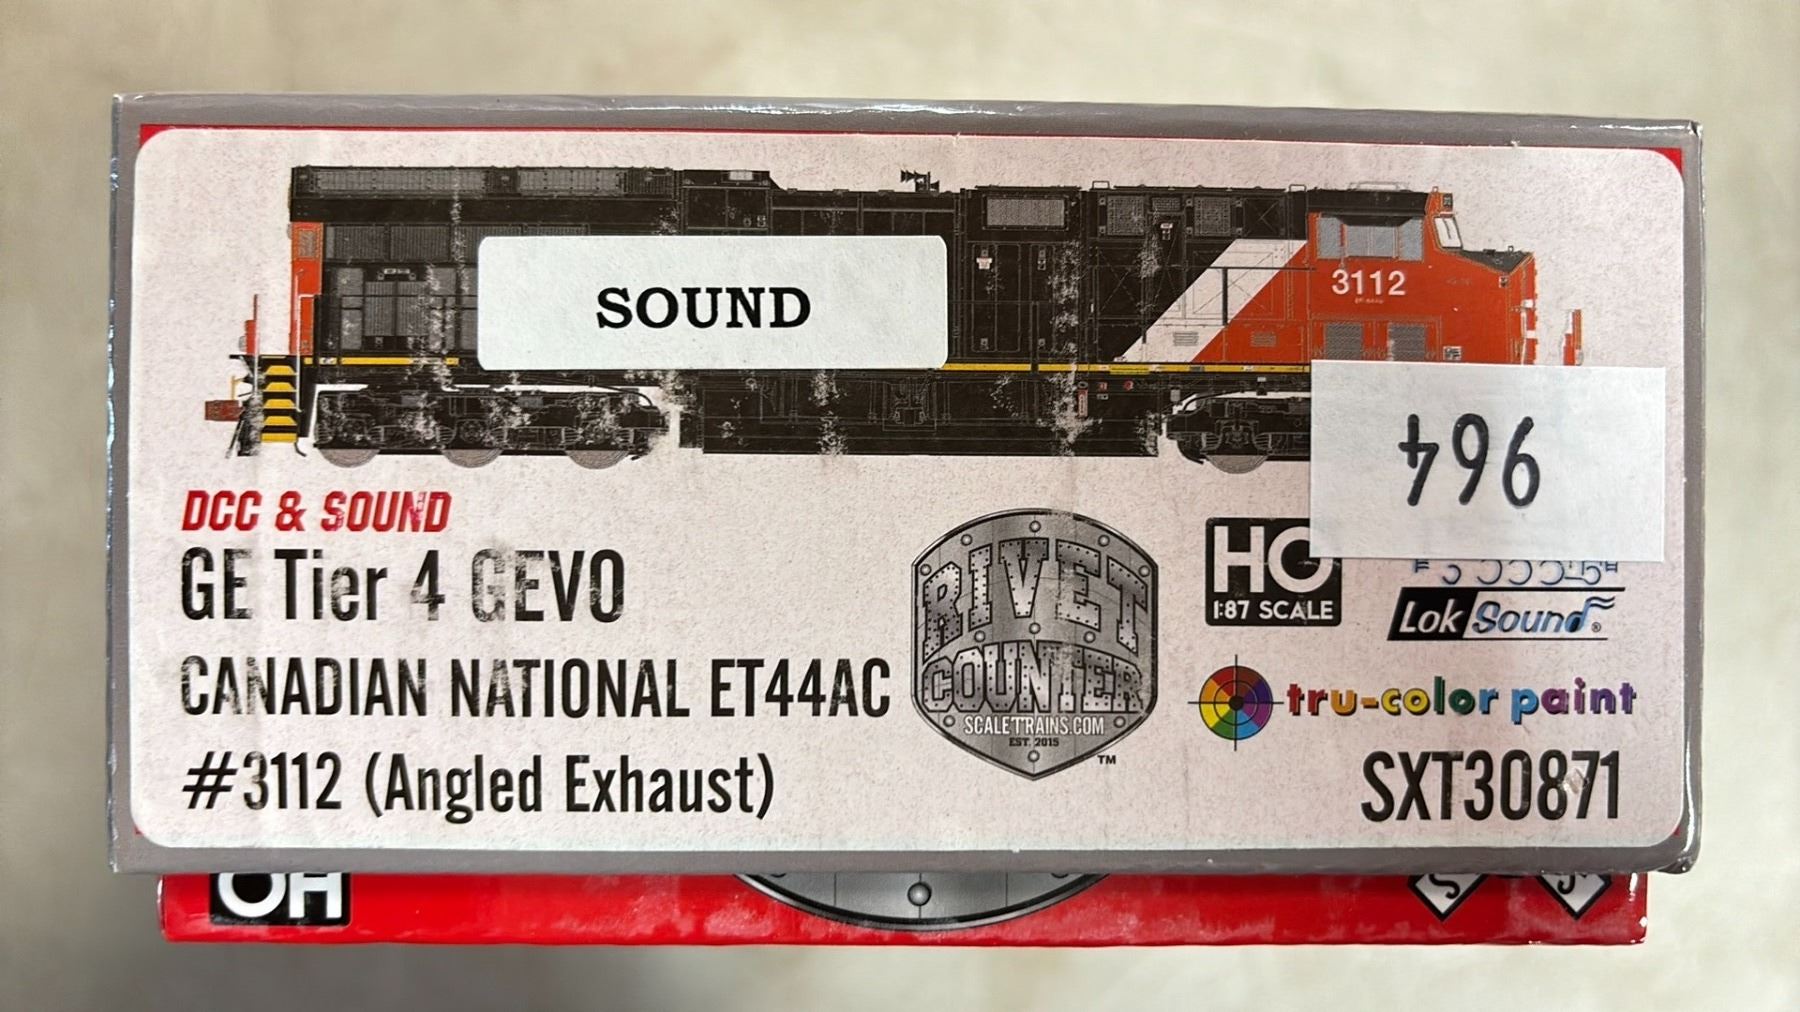 3112
SOUND
964
DCC & SOUND
GE Tier 4 GEVO
CANADIAN NATIONAL ET44AC
#3112 (Angled Exhaust)
RIVET
COUNTER
SCALETRAINS.COM
EST. 2015
TM
HO
1:87 SCALE
LokSound®
tru-color paint
SXT30871
HO